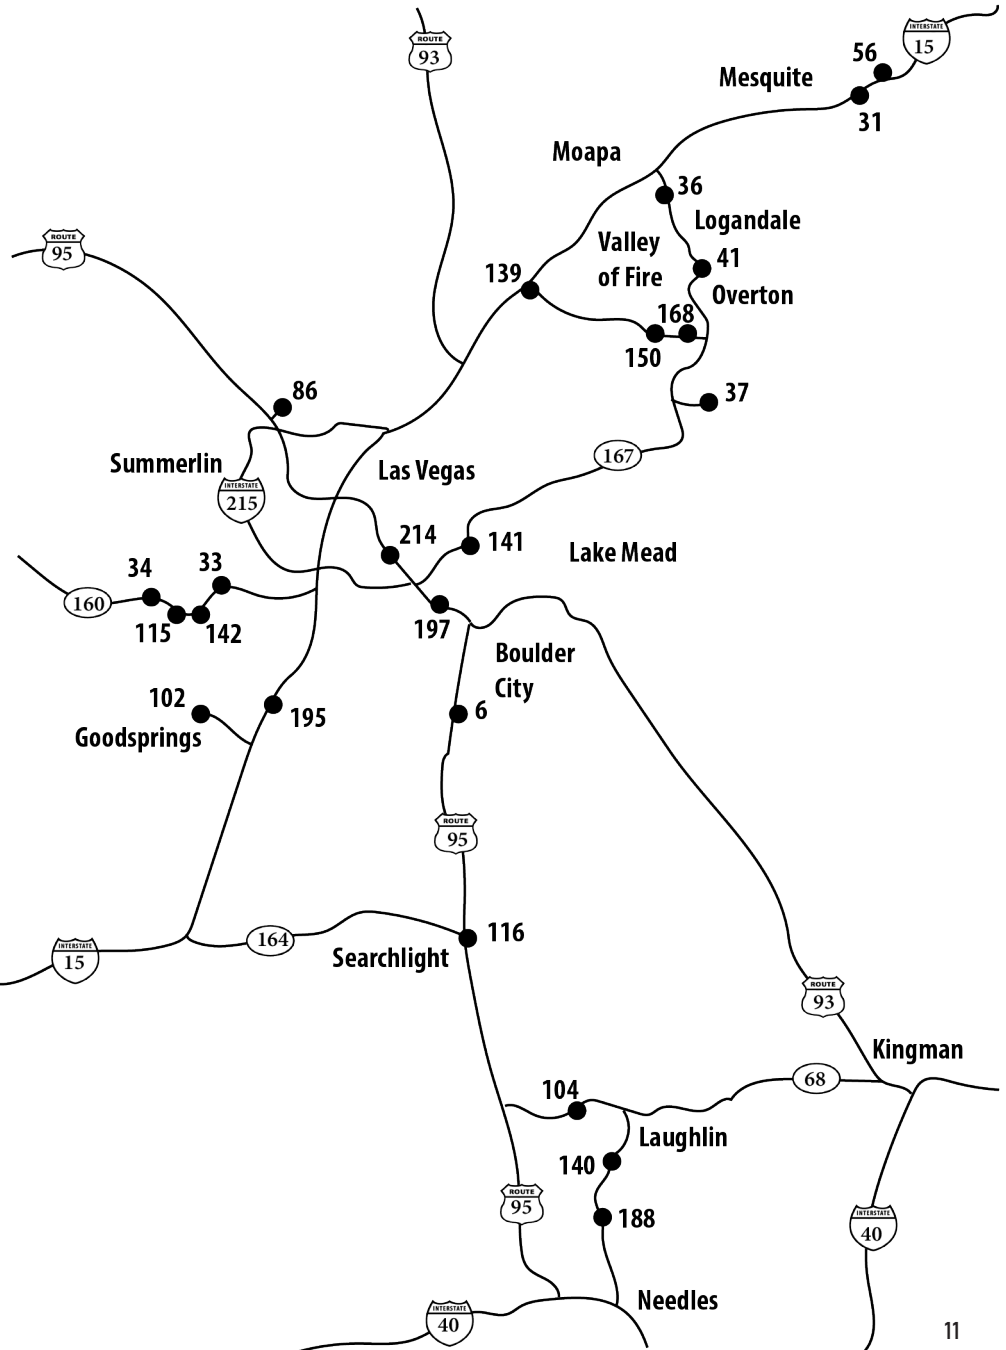 ROUTE
93
INTERSTATE
15
56
Mesquite
31
Moapa
36
Logandale
ROUTE
95
Valley
of Fire
41
139
Overton
168
150
86
37
167
Summerlin
Las Vegas
INTERSTATE
215
214
141
Lake Mead
33
34
160
115
142
197
Boulder
City
102
195
6
Goodsprings
ROUTE
95
116
164
INTERSTATE
15
Searchlight
ROUTE
93
Kingman
68
104
Laughlin
140
ROUTE
95
188
INTERSTATE
40
Needles
INTERSTATE
40
11